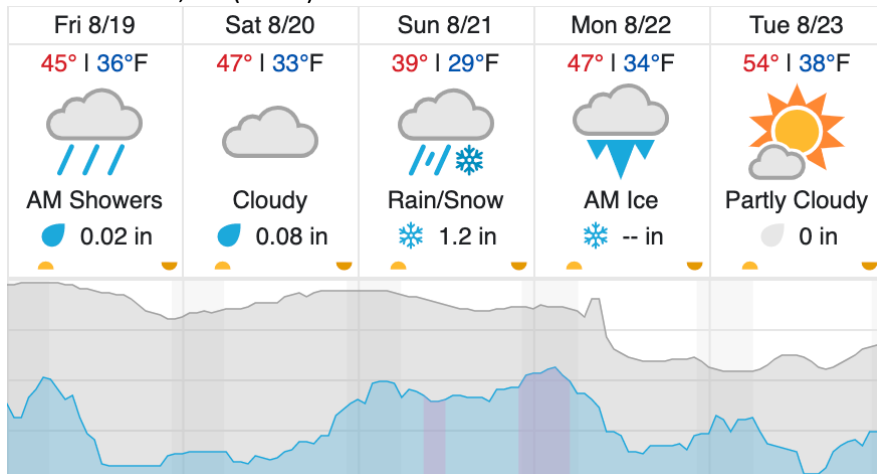 Fri 8/19
Sat 8/20
Sun 8/21
Mon 8/22
Tue 8/23
45° | 36°F
47° | 33°F
39° | 29°F
47° | 34°F
54° | 38°F
AM Showers
Cloudy
Rain/Snow
AM Ice
Partly Cloudy
0.02 in
0.08 in
1.2 in
-- in
0 in